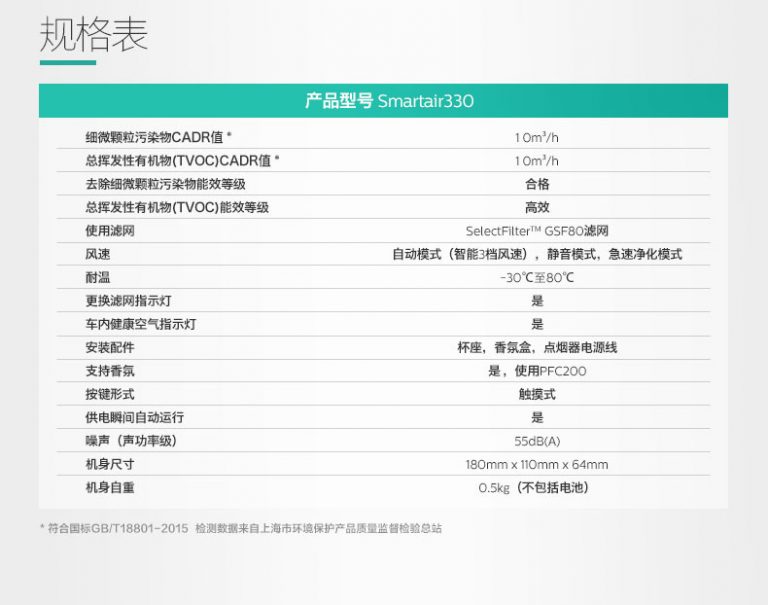 规格表
产品型号 Smartair330
细微颗粒污染物CADR值 * 10m³/h
总挥发性有机物(TVOC)CADR值 * 10m³/h
去除细微颗粒污染物能效等级 合格
总挥发性有机物(TVOC)能效等级 高效
使用滤网 SelectFilter™ GSF80滤网
风速 自动模式（智能3档风速），静音模式，急速净化模式
耐温 -30℃至80℃
更换滤网指示灯 是
车内健康空气指示灯 是
安装配件 杯座，香氛盒，点烟器电源线
支持香氛 是，使用PFC200
按键形式 触摸式
供电瞬间自动运行 是
噪声（声功率级） 55dB(A)
机身尺寸 180mm x 110mm x 64mm
机身自重 0.5kg（不包括电池）
* 符合国标GB/T18801-2015 检测数据来自上海市环境保护产品质量监督检验总站